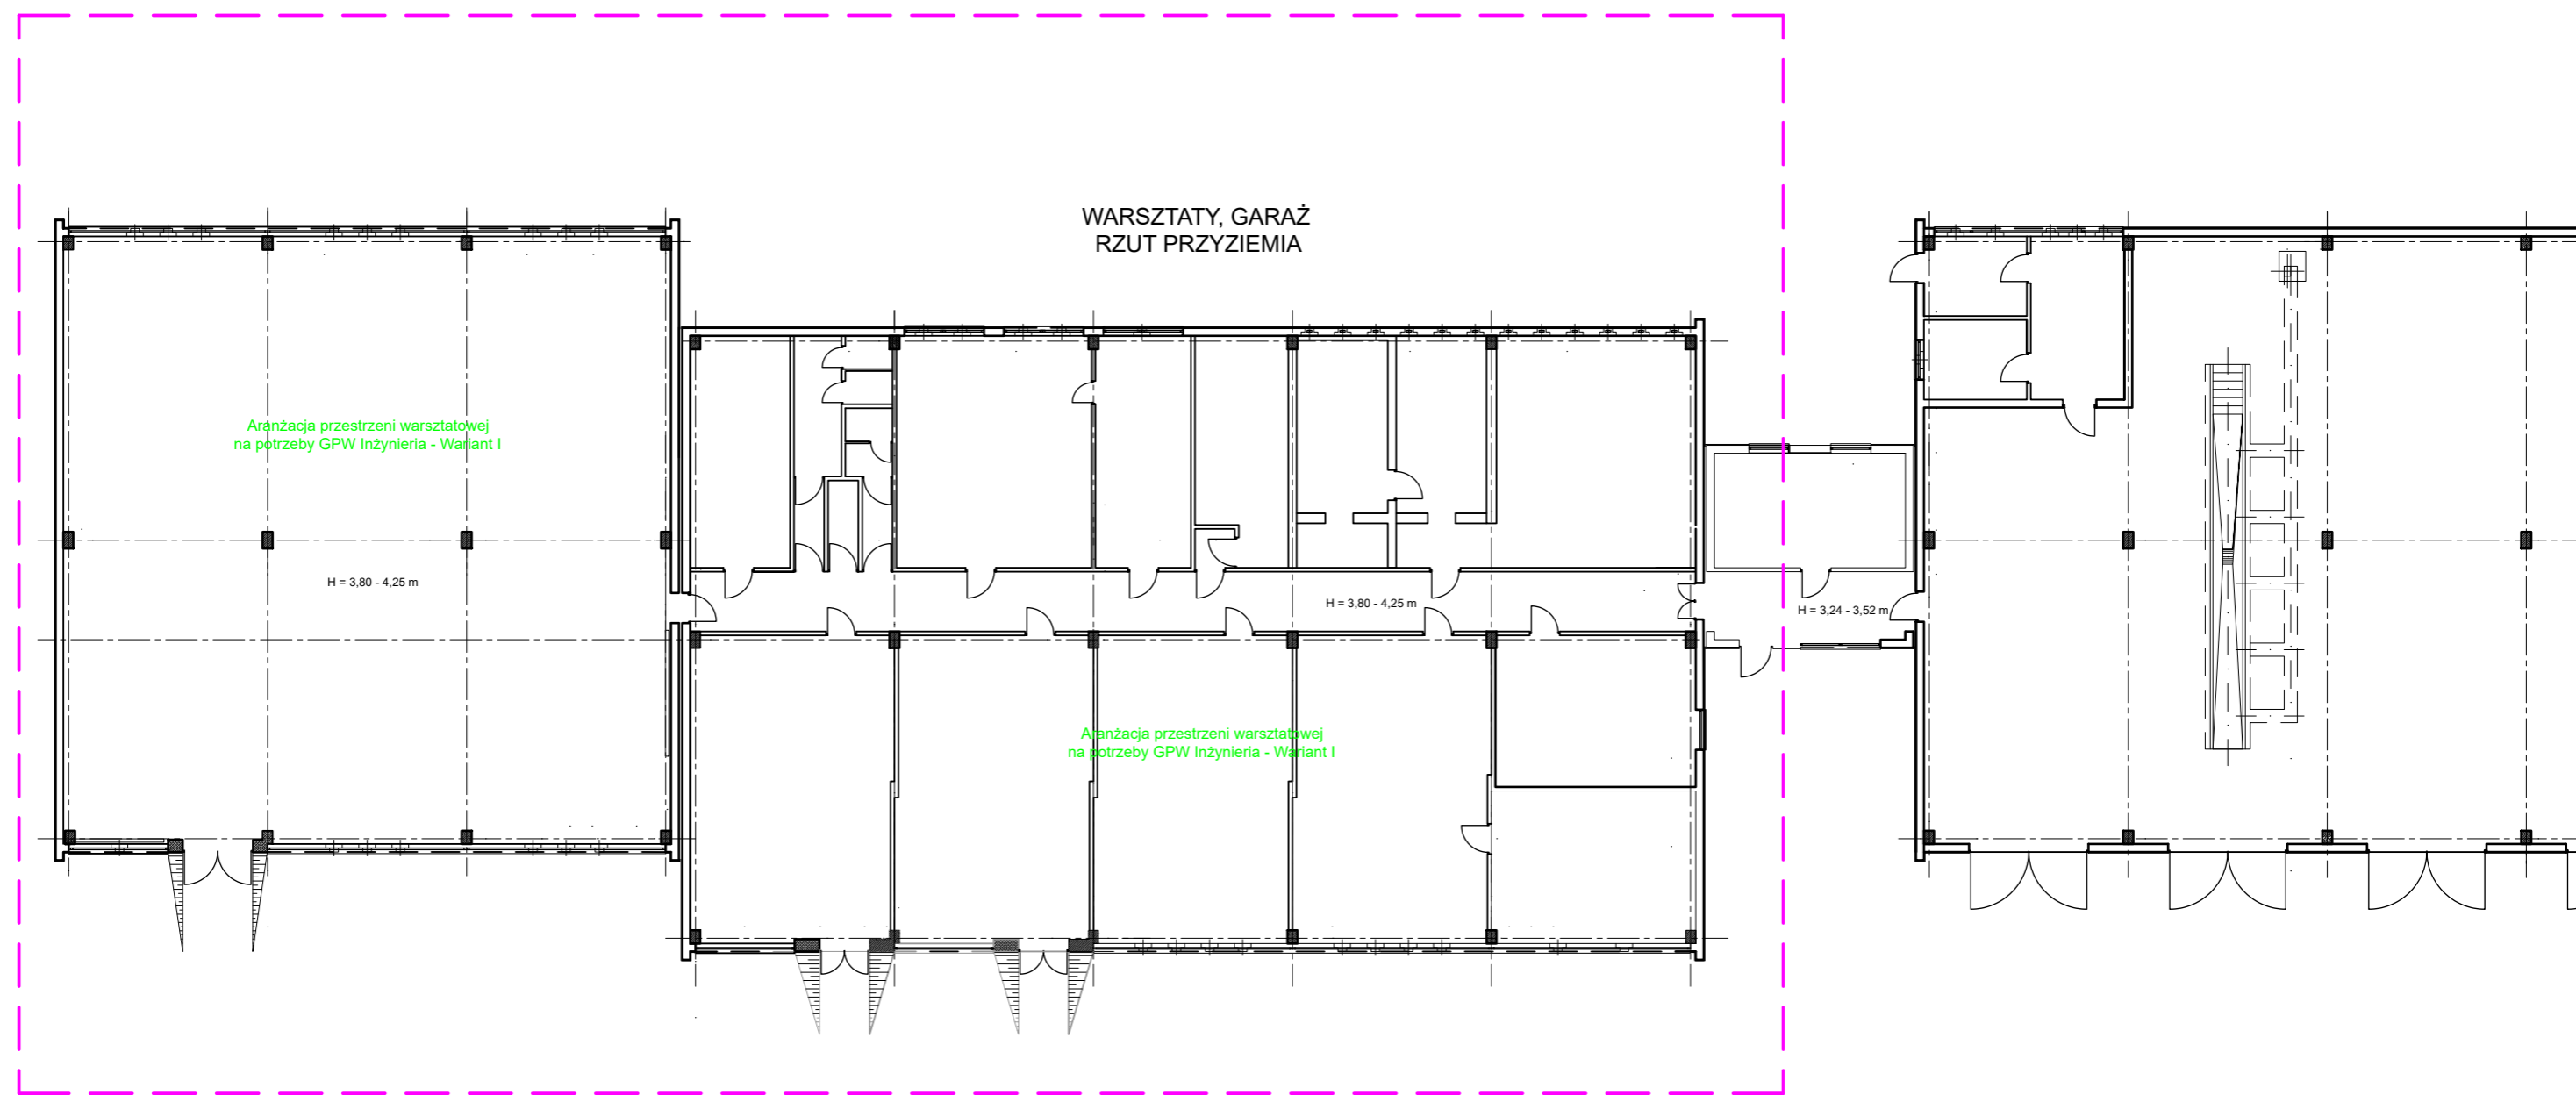 WARSZTATY, GARAŻ
RZUT PRZYZIEMIA
Aranżacja przestrzeni warsztatowej
na potrzeby GPW Inżynieria - Wariant I
H = 3,80 - 4,25 m
H = 3,80 - 4,25 m
H = 3,24 - 3,52 m
Aranżacja przestrzeni warsztatowej
na potrzeby GPW Inżynieria - Wariant I